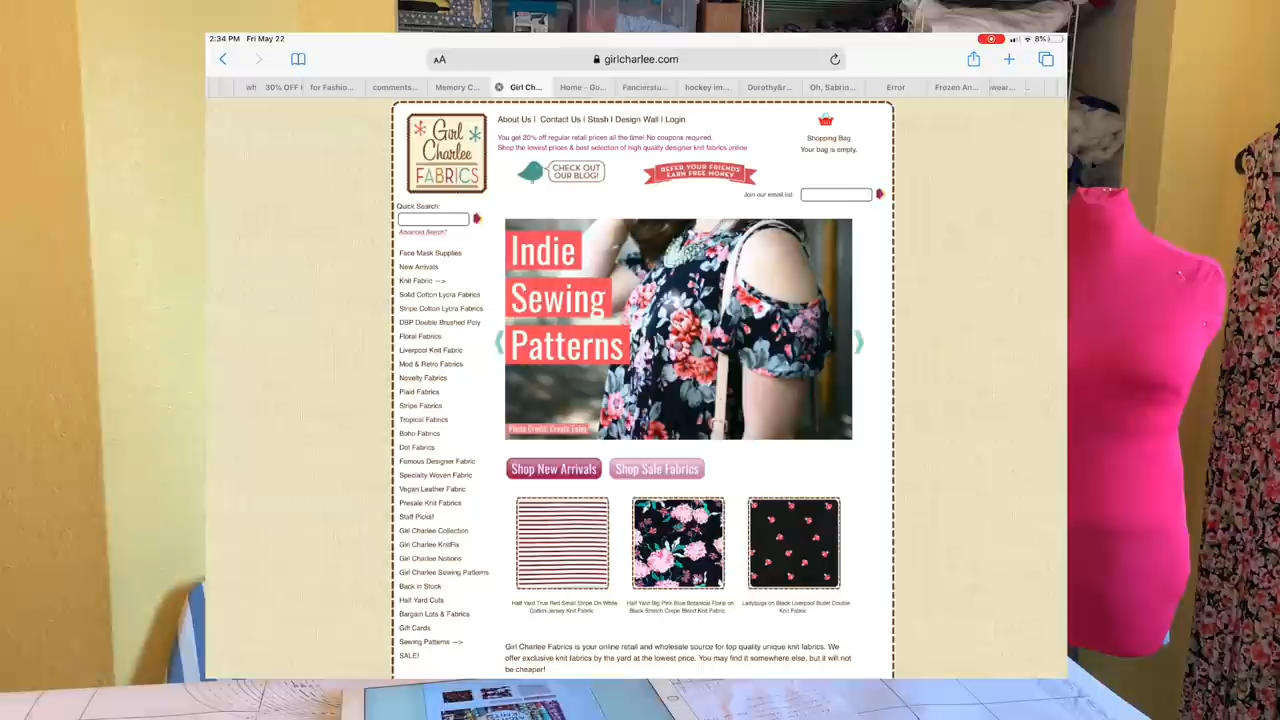 2:34 PM Fri May 22
8%
AA
girlcharlee.com
wh
30% OFF
for Fashio...
comments...
Memory C...
Girl Ch...
Home - Go...
Fancierstu...
hockey im...
Dorothy&r...
Oh, Sabrin...
Error
Frozen An...
wear...
Girl
Charlee
FABRICS
About Us | Contact Us | Stash | Design Wall | Login
You get 20% off regular retail prices all the time! No coupons required.
Shop the lowest prices & best selection of high quality designer knit fabrics online
Shopping Bag
Your bag is empty.
CHECK OUT
OUR BLOG!
REFER YOUR FRIENDS
EARN FREE MONEY
Join our email list:
Quick Search:
Advanced Search?
Face Mask Supplies
New Arrivals
Knit Fabric -->
Solid Cotton Lycra Fabrics
Stripe Cotton Lycra Fabrics
DBP Double Brushed Poly
Floral Fabrics
Liverpool Knit Fabric
Mod & Retro Fabrics
Novelty Fabrics
Plaid Fabrics
Stripe Fabrics
Tropical Fabrics
Boho Fabrics
Dot Fabrics
Famous Designer Fabric
Specialty Woven Fabric
Vegan Leather Fabric
Presale Knit Fabrics
Staff Picks!
Girl Charlee Collection
Girl Charlee KnitFix
Girl Charlee Notions
Girl Charlee Sewing Patterns
Back in Stock
Half Yard Cuts
Bargain Lots & Fabrics
Gift Cards
Sewing Patterns -->
SALE!
Indie
Sewing
Patterns
Photo Credit: Create Enjoy
Shop New Arrivals
Shop Sale Fabrics
Half Yard True Red Small Stripe On White
Cotton Jersey Knit Fabric
Half Yard Big Pink Blue Botanical Floral on
Black Stretch Crepe Blend Knit Fabric
Ladybugs on Black Liverpool Bullet Double
Knit Fabric
Girl Charlee Fabrics is your online retail and wholesale source for top quality unique knit fabrics. We
offer exclusive knit fabrics by the yard at the lowest price. You may find it somewhere else, but it will not
be cheaper!